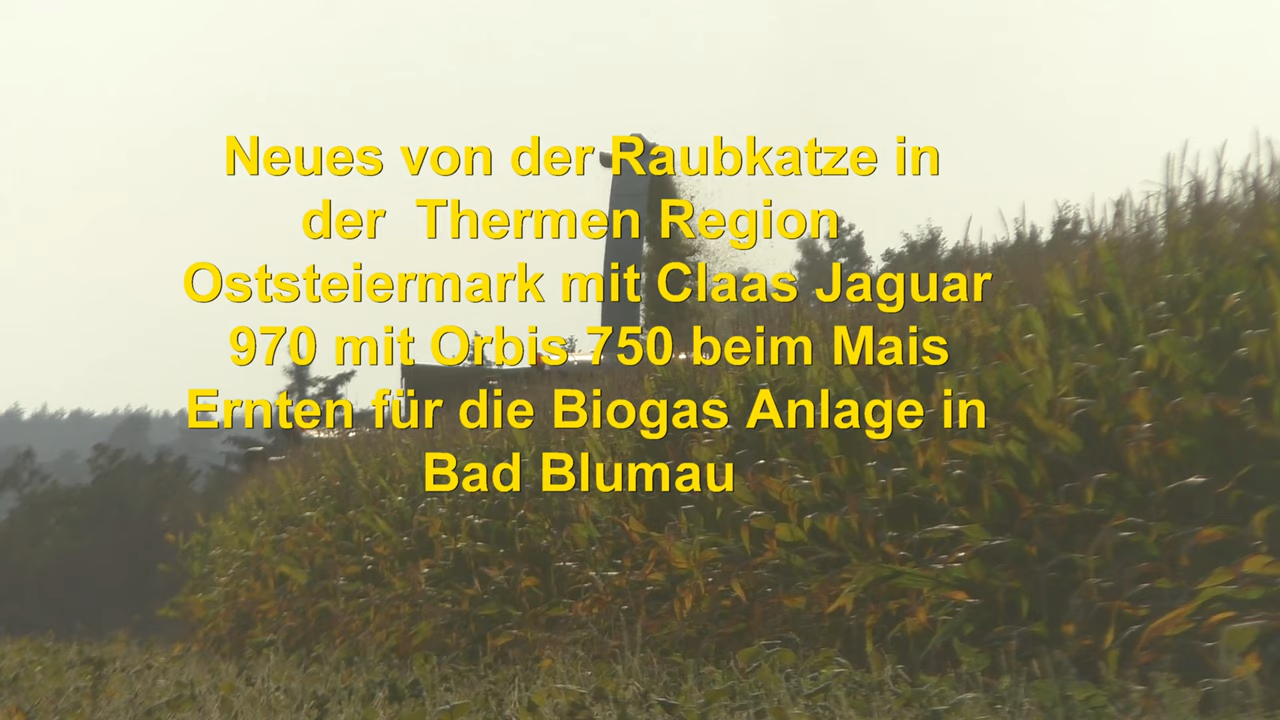 Neues von der Raubkatze in
der  Thermen Region
Oststeiermark mit Claas Jaguar
970 mit Orbis 750 beim Mais
Ernten für die Biogas Anlage in
Bad Blumau